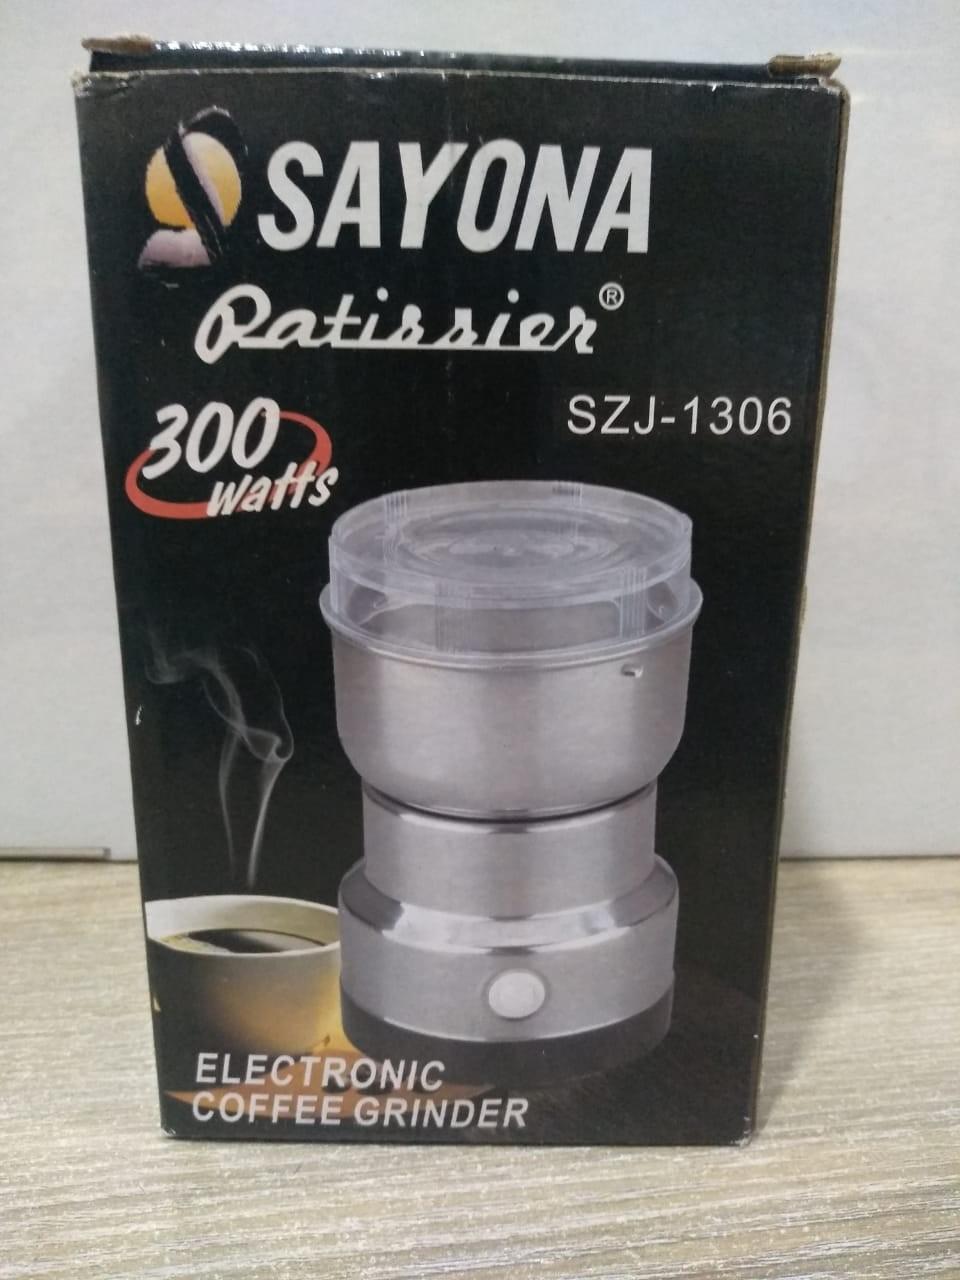 SAYONA
Patissier®
SZJ-1306
300
watts
ELECTRONIC
COFFEE GRINDER